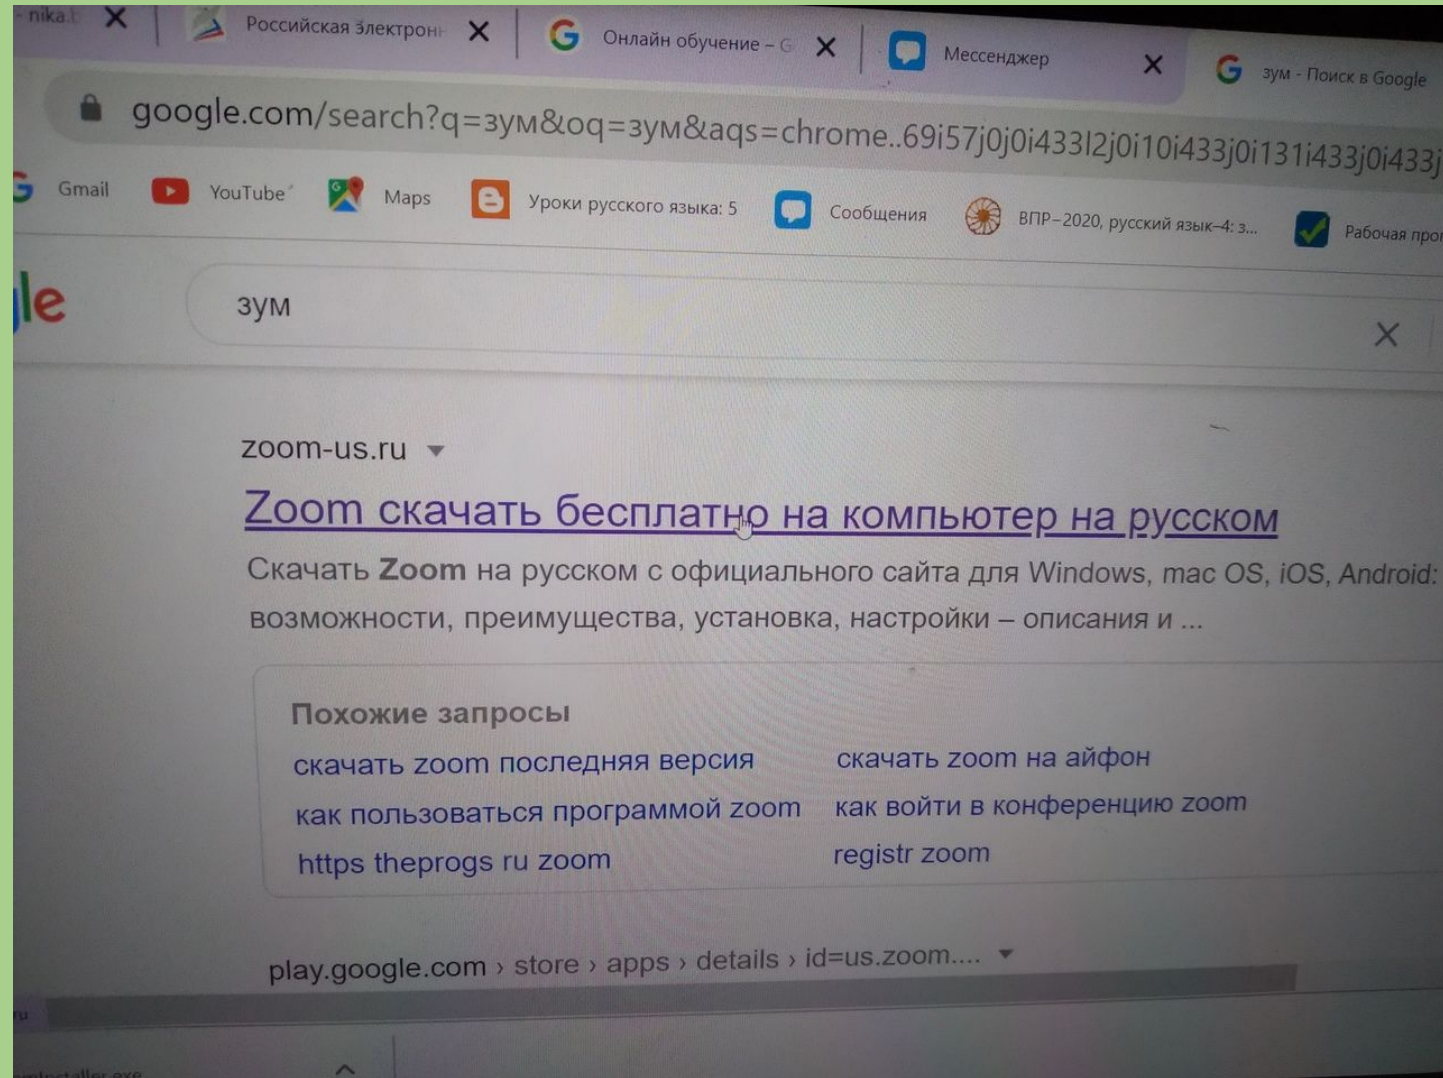 nika.b
Российская электрон
Онлайн обучение – G
Мессенджер
зум - Поиск в Google
google.com/search?q=зум&oq=зум&aqs=chrome..69i57j0j0i433l2j0i10i433j0i131i433j0i433j
Gmail YouTube Maps Уроки русского языка: 5 Сообщения ВПР–2020, русский язык–4: з... Рабочая про
le
зум
zoom-us.ru
Zoom скачать бесплатно на компьютер на русском
Скачать Zoom на русском с официального сайта для Windows, mac OS, iOS, Android:
возможности, преимущества, установка, настройки – описания и ...
Похожие запросы
скачать zoom последняя версия скачать zoom на айфон
как пользоваться программой zoom как войти в конференцию zoom
https theprogs ru zoom registr zoom
play.google.com › store › apps › details › id=us.zoom....
ru